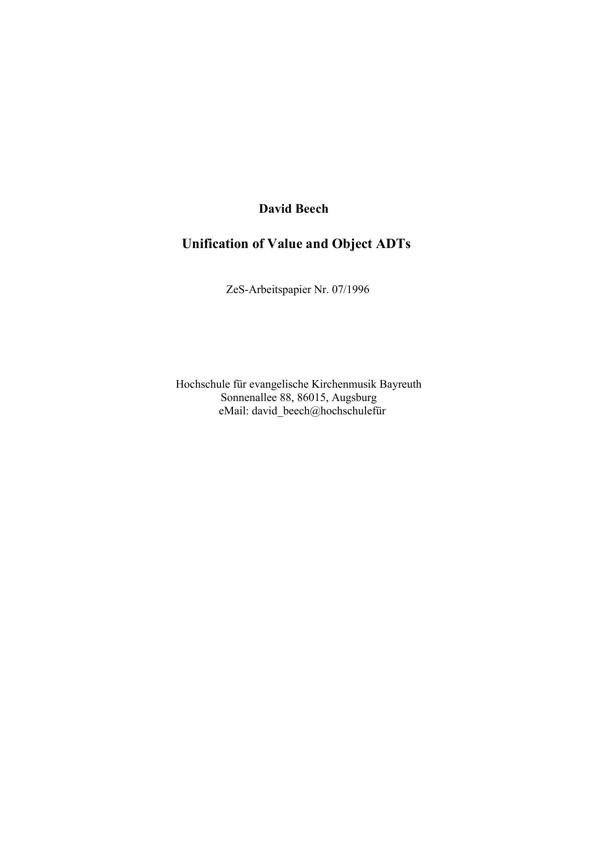 David Beech
Unification of Value and Object ADTs
ZeS-Arbeitspapier Nr. 07/1996
Hochschule für evangelische Kirchenmusik Bayreuth
Sonnenallee 88, 86015, Augsburg
eMail: david_beech@hochschulefür